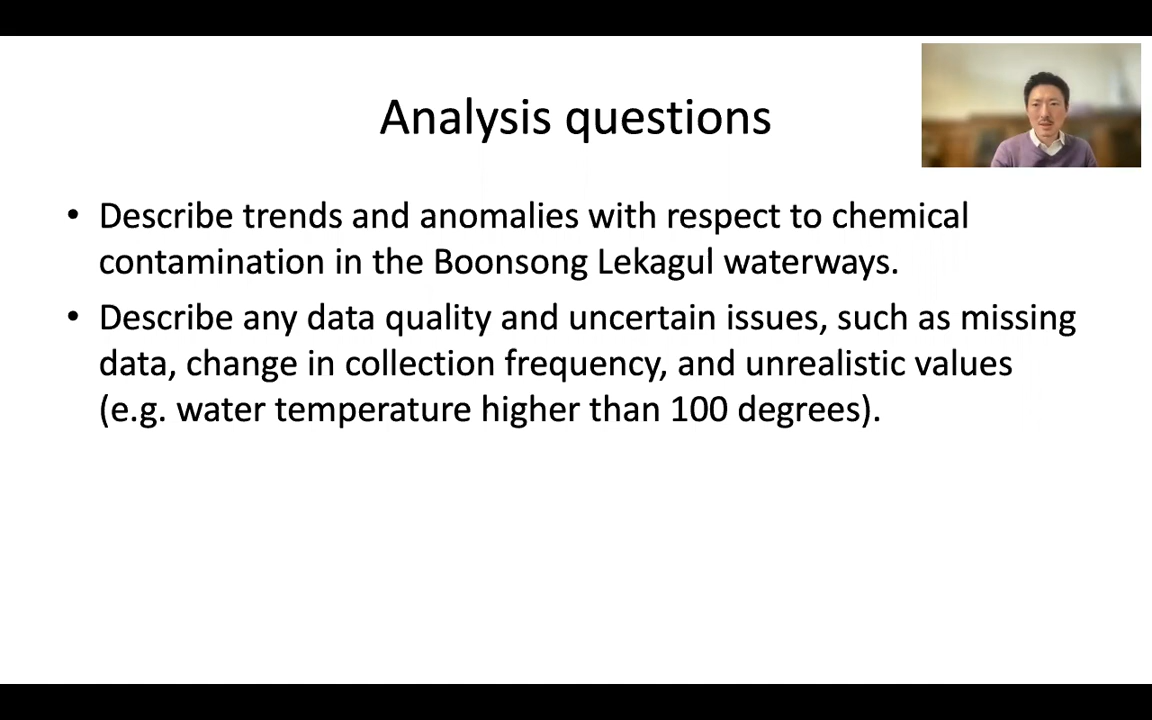 Analysis questions
• Describe trends and anomalies with respect to chemical
contamination in the Boonsong Lekagul waterways.
• Describe any data quality and uncertain issues, such as missing
data, change in collection frequency, and unrealistic values
(e.g. water temperature higher than 100 degrees).